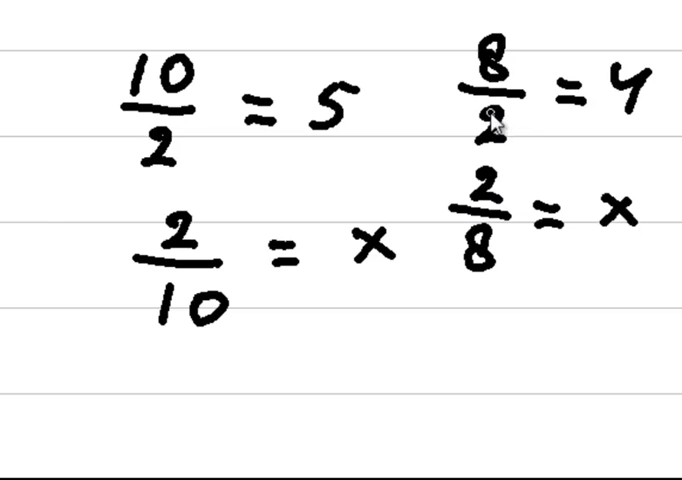 10/2 = 5
8/2 = 4
2/10 = ×
2/8 = ×